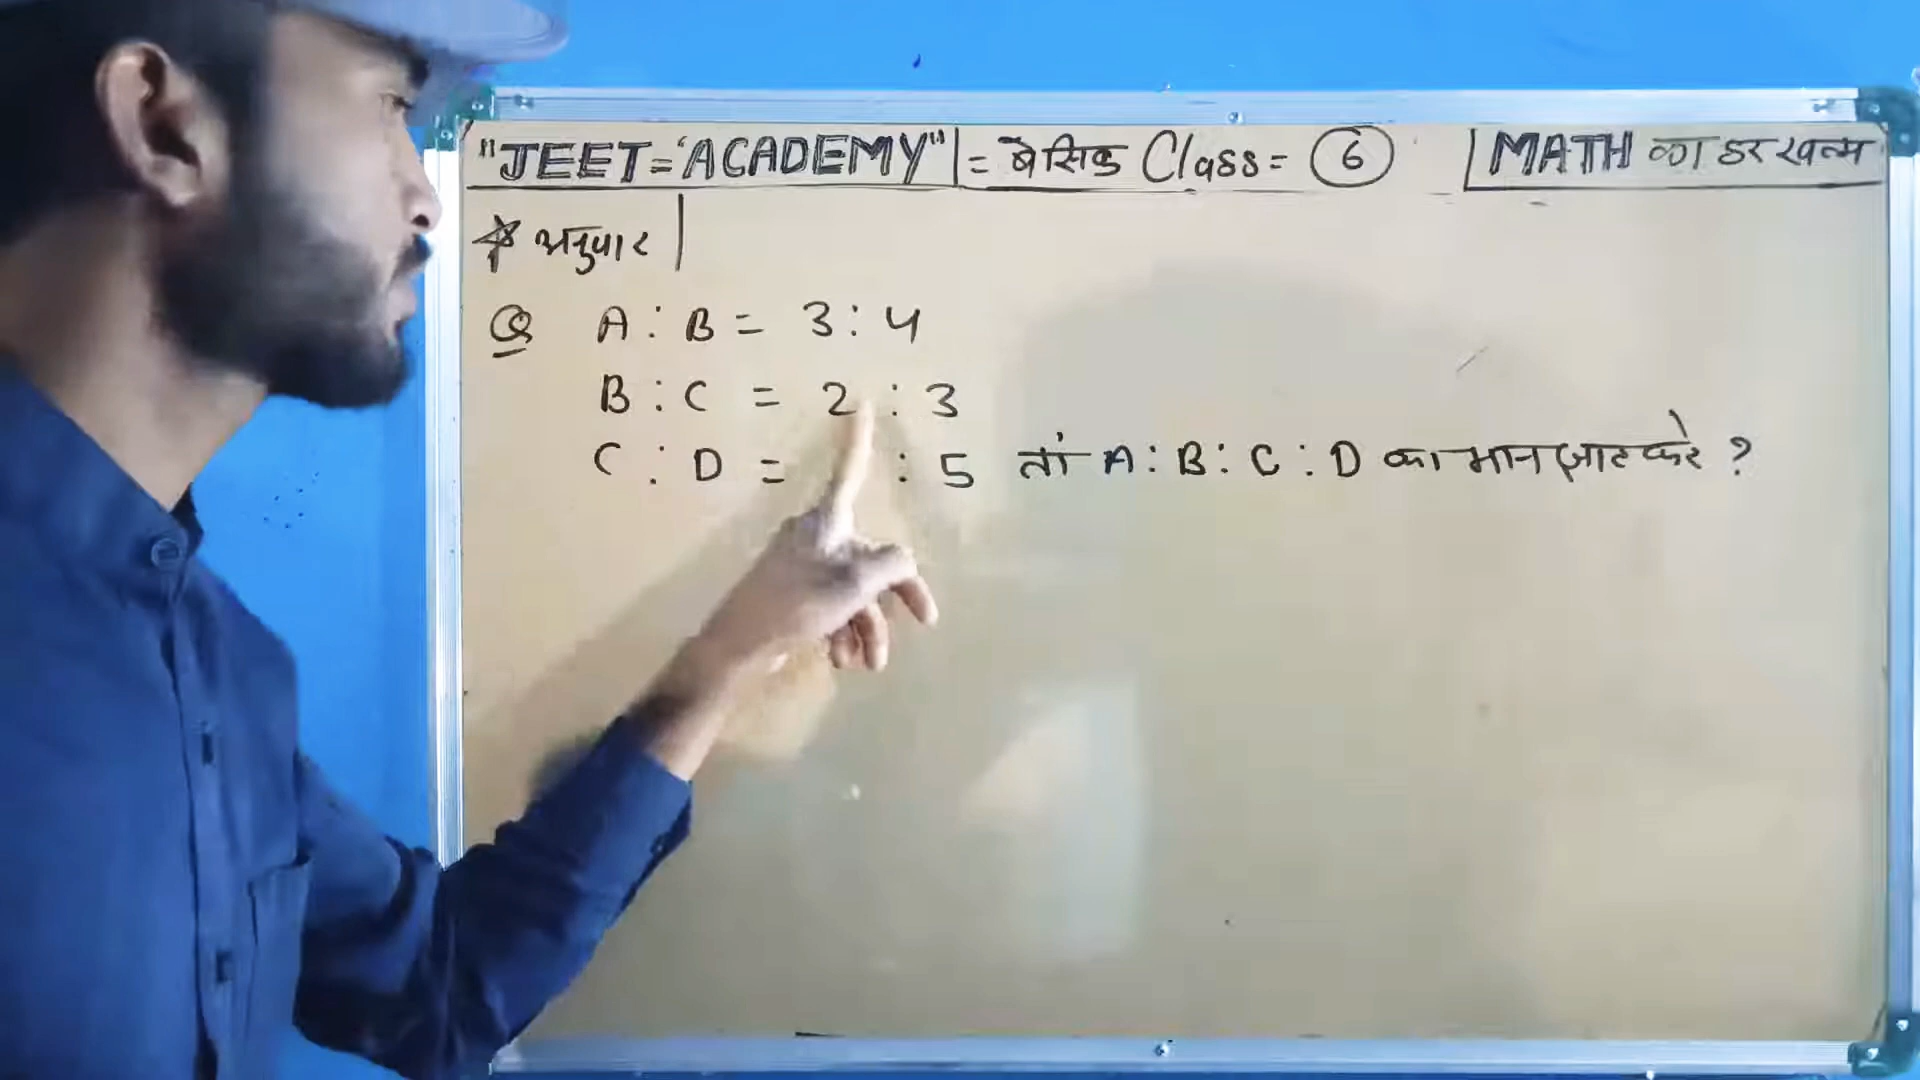 "JEET='ACADEMY" = बेसिक Class= 6 MATH का डर खत्म
* अनुपात
Q A : B = 3 : 4
B : C = 2 : 3
C : D = : 5 तो A : B : C : D का मान ज्ञात करे ?